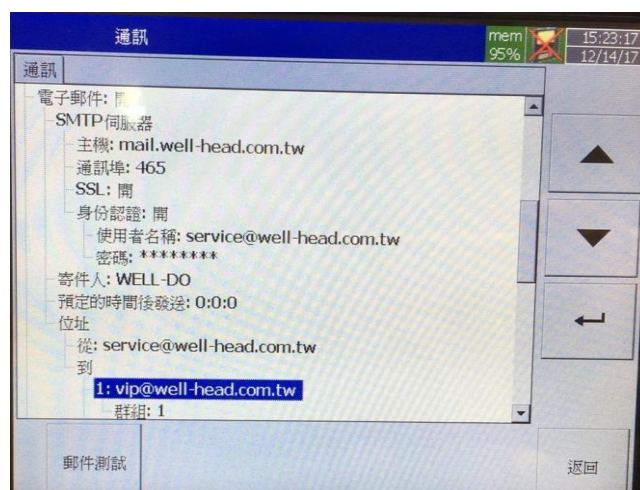 通訊
mem
95%
15:23:17
12/14/17
通訊
電子郵件: 開
SMTP伺服器
主機: mail.well-head.com.tw
通訊埠: 465
SSL: 開
身份認證: 開
使用者名稱: service@well-head.com.tw
密碼: ********
寄件人: WELL-DO
預定的時間後發送: 0:0:0
位址
從: service@well-head.com.tw
到
1: vip@well-head.com.tw
群組: 1
郵件測試
返回